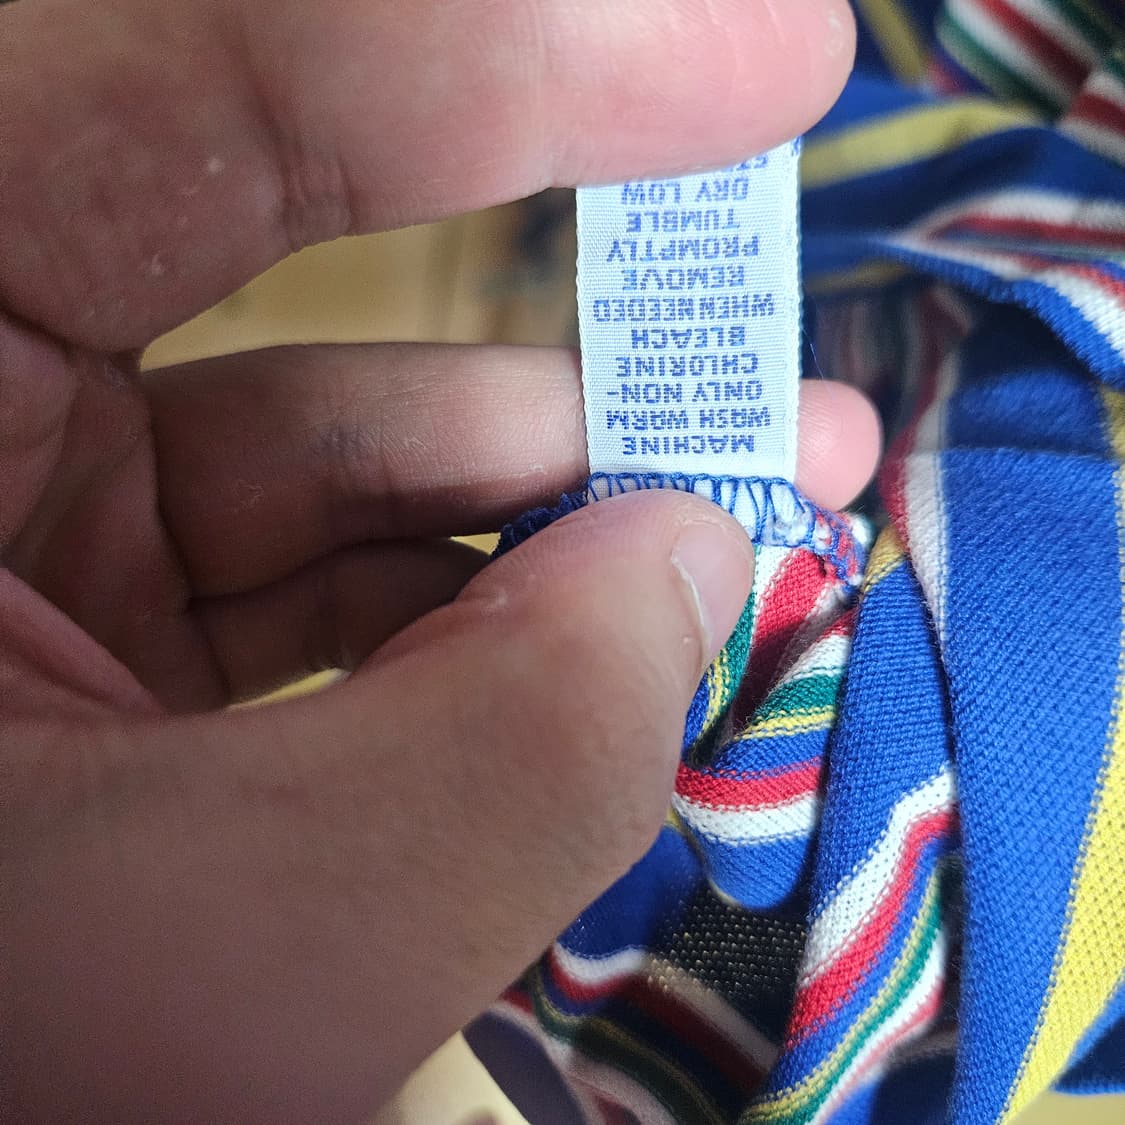 MACHINE
WASH WARM
ONLY NON-
CHLORINE
BLEACH
WHEN NEEDED
REMOVE
PROMPTLY
TUMBLE
DRY LOW